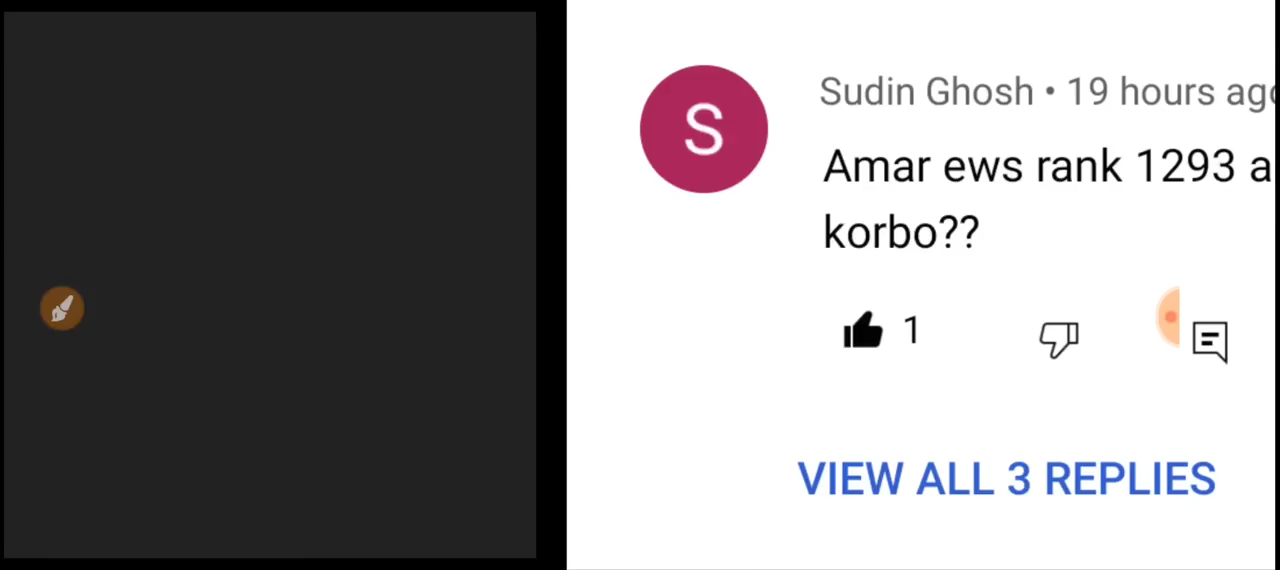 S
Sudin Ghosh • 19 hours ago
Amar ews rank 1293 a
korbo??
1
VIEW ALL 3 REPLIES